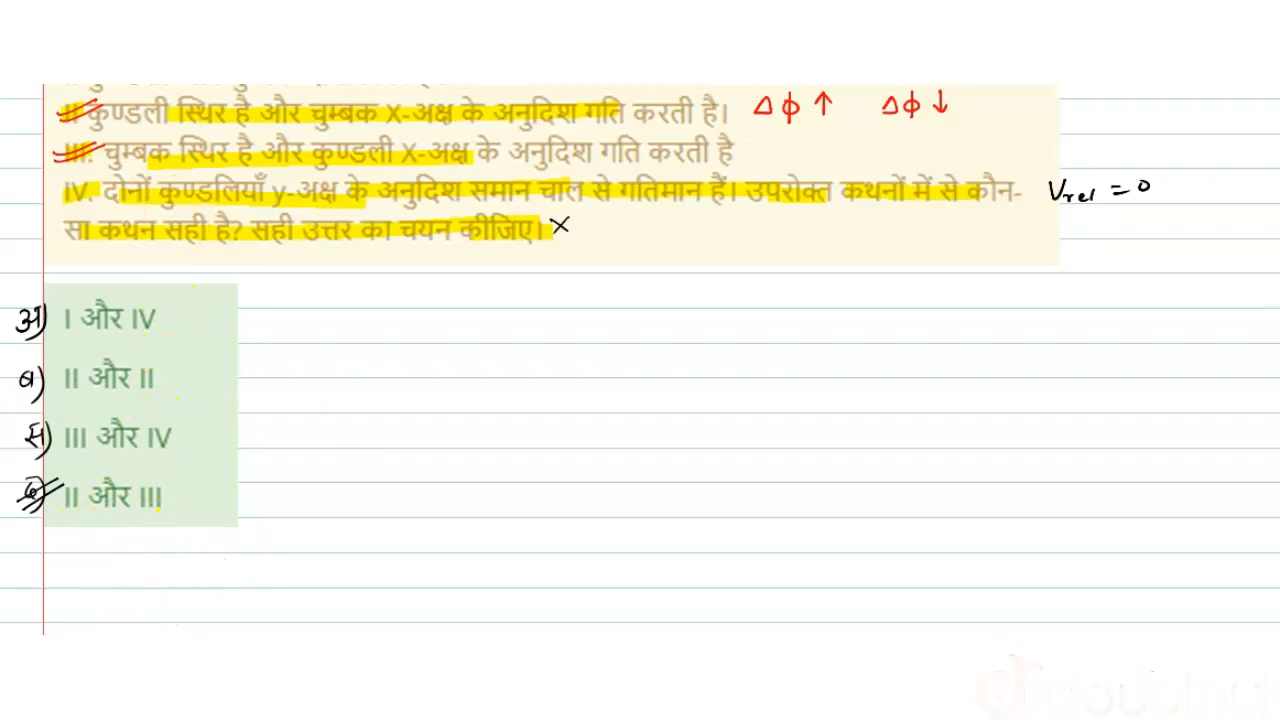 II कुण्डली स्थिर है और चुम्बक X-अक्ष के अनुदिश गति करती है। Δϕ↑ Δϕ↓
III. चुम्बक स्थिर है और कुण्डली X-अक्ष के अनुदिश गति करती है
IV. दोनों कुण्डलियाँ y-अक्ष के अनुदिश समान चाल से गतिमान हैं। उपरोक्त कथनों में से कौन- Vrel = 0
सा कथन सही है? सही उत्तर का चयन कीजिए। ×
अ) I और IV
ब) II और II
स) III और IV
द) II और III
doubtnut